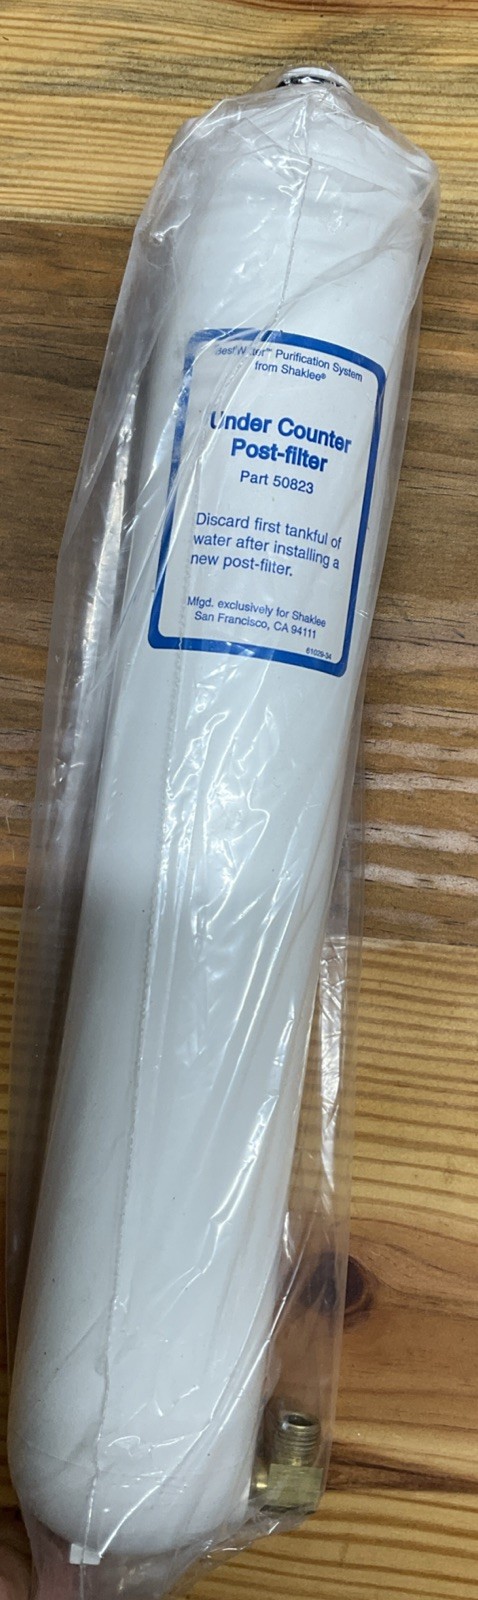 BestWater™ Purification System
from Shaklee®
Under Counter
Post-filter
Part 50823
Discard first tankful of
water after installing a
new post-filter.
Mfgd. exclusively for Shaklee
San Francisco, CA 94111
61029-34